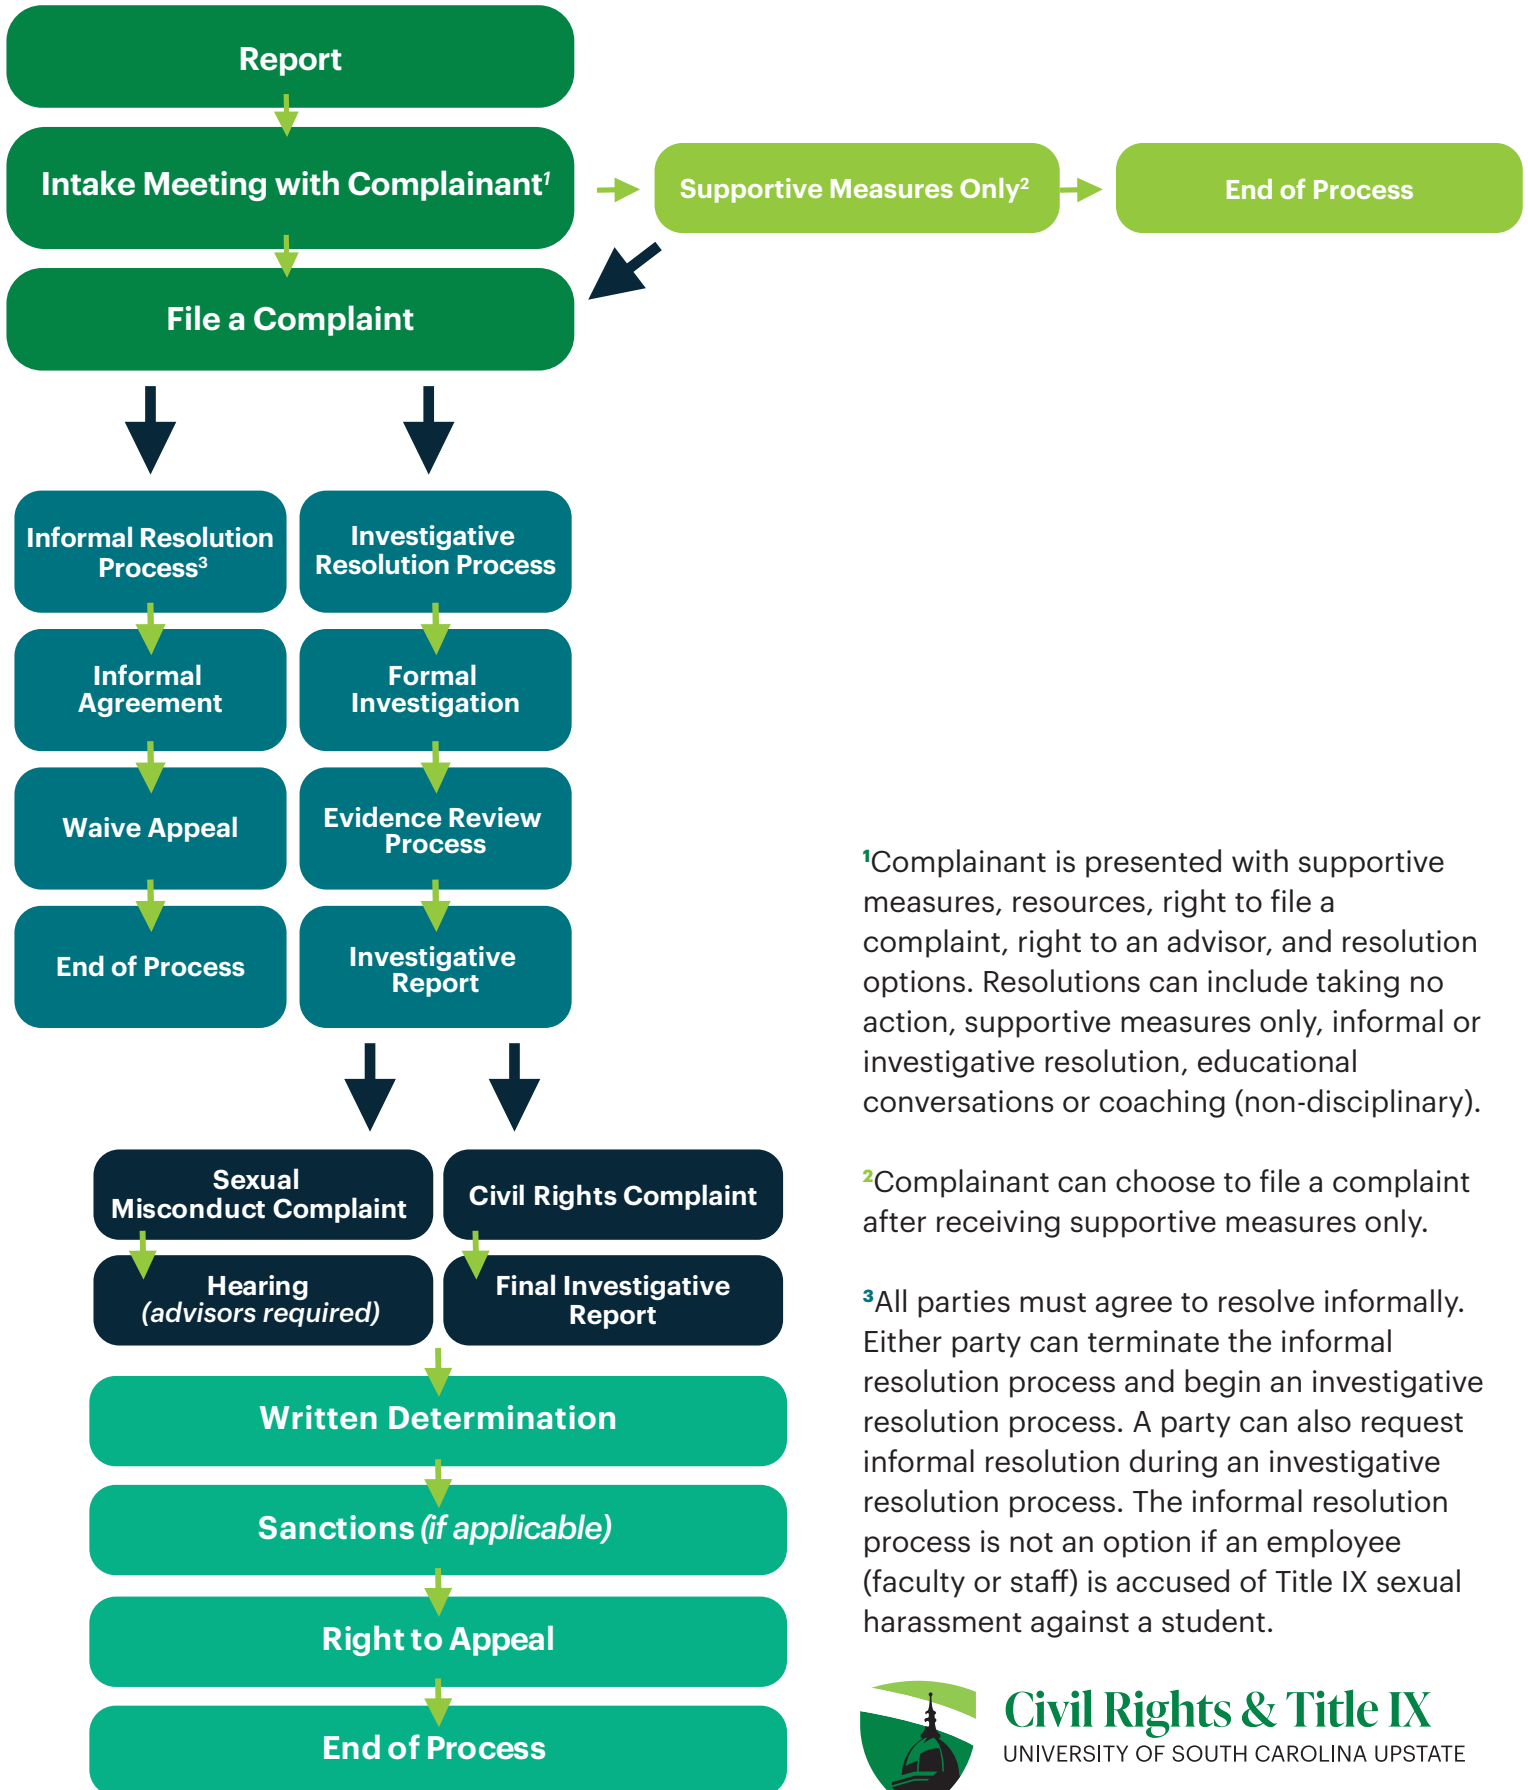 Report
Intake Meeting with Complainant¹
Supportive Measures Only²
End of Process
File a Complaint
Informal Resolution
Process³
Investigative
Resolution Process
Informal
Agreement
Formal
Investigation
Waive Appeal
Evidence Review
Process
End of Process
Investigative
Report
Sexual
Misconduct Complaint
Civil Rights Complaint
Hearing
(advisors required)
Final Investigative
Report
Written Determination
Sanctions (if applicable)
Right to Appeal
End of Process
¹Complainant is presented with supportive
measures, resources, right to file a
complaint, right to an advisor, and resolution
options. Resolutions can include taking no
action, supportive measures only, informal or
investigative resolution, educational
conversations or coaching (non-disciplinary).
²Complainant can choose to file a complaint
after receiving supportive measures only.
³All parties must agree to resolve informally.
Either party can terminate the informal
resolution process and begin an investigative
resolution process. A party can also request
informal resolution during an investigative
resolution process. The informal resolution
process is not an option if an employee
(faculty or staff) is accused of Title IX sexual
harassment against a student.
Civil Rights & Title IX
UNIVERSITY OF SOUTH CAROLINA UPSTATE